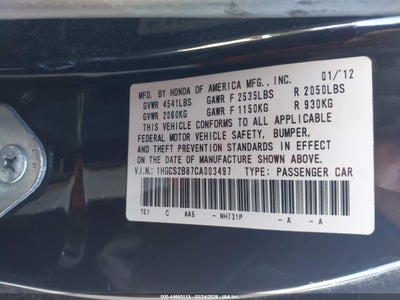 MFD. BY HONDA OF AMERICA MFG., INC. 01/'12
GVWR 4541LBS GAWR F 2535LBS R 2050LBS
GVWR 2060KG GAWR F 1150KG R 930KG
THIS VEHICLE CONFORMS TO ALL APPLICABLE
FEDERAL MOTOR VEHICLE SAFETY, BUMPER,
AND THEFT PREVENTION STANDARDS IN EFFECT
ON THE DATE OF MANUFACTURE SHOWN ABOVE.
V.I.N.: 1HGCS2B87CA003497 TYPE: PASSENGER CAR
TE1 C AA6 - NH731P - A - A